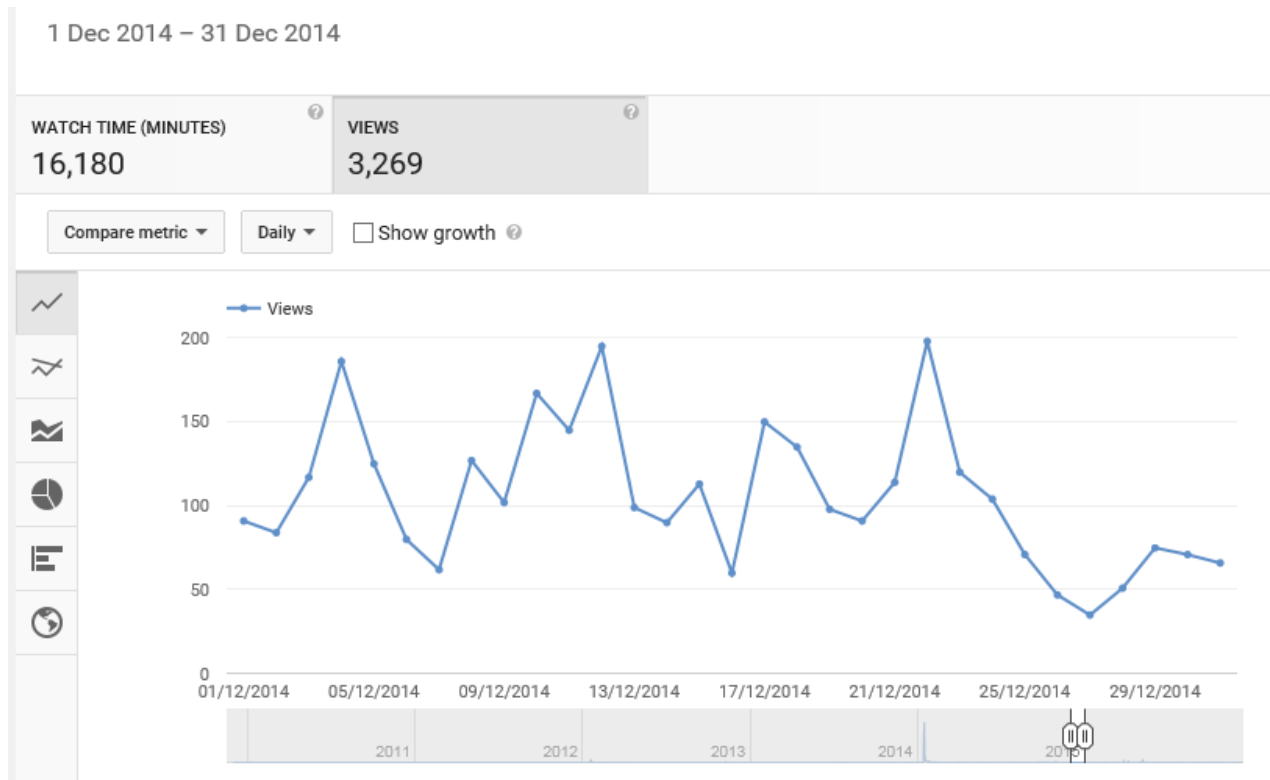 1 Dec 2014 – 31 Dec 2014
WATCH TIME (MINUTES) ?
16,180
VIEWS ?
3,269
Compare metric Daily Show growth ?
Views
200
150
100
50
0
01/12/2014 05/12/2014 09/12/2014 13/12/2014 17/12/2014 21/12/2014 25/12/2014 29/12/2014
2011 2012 2013 2014